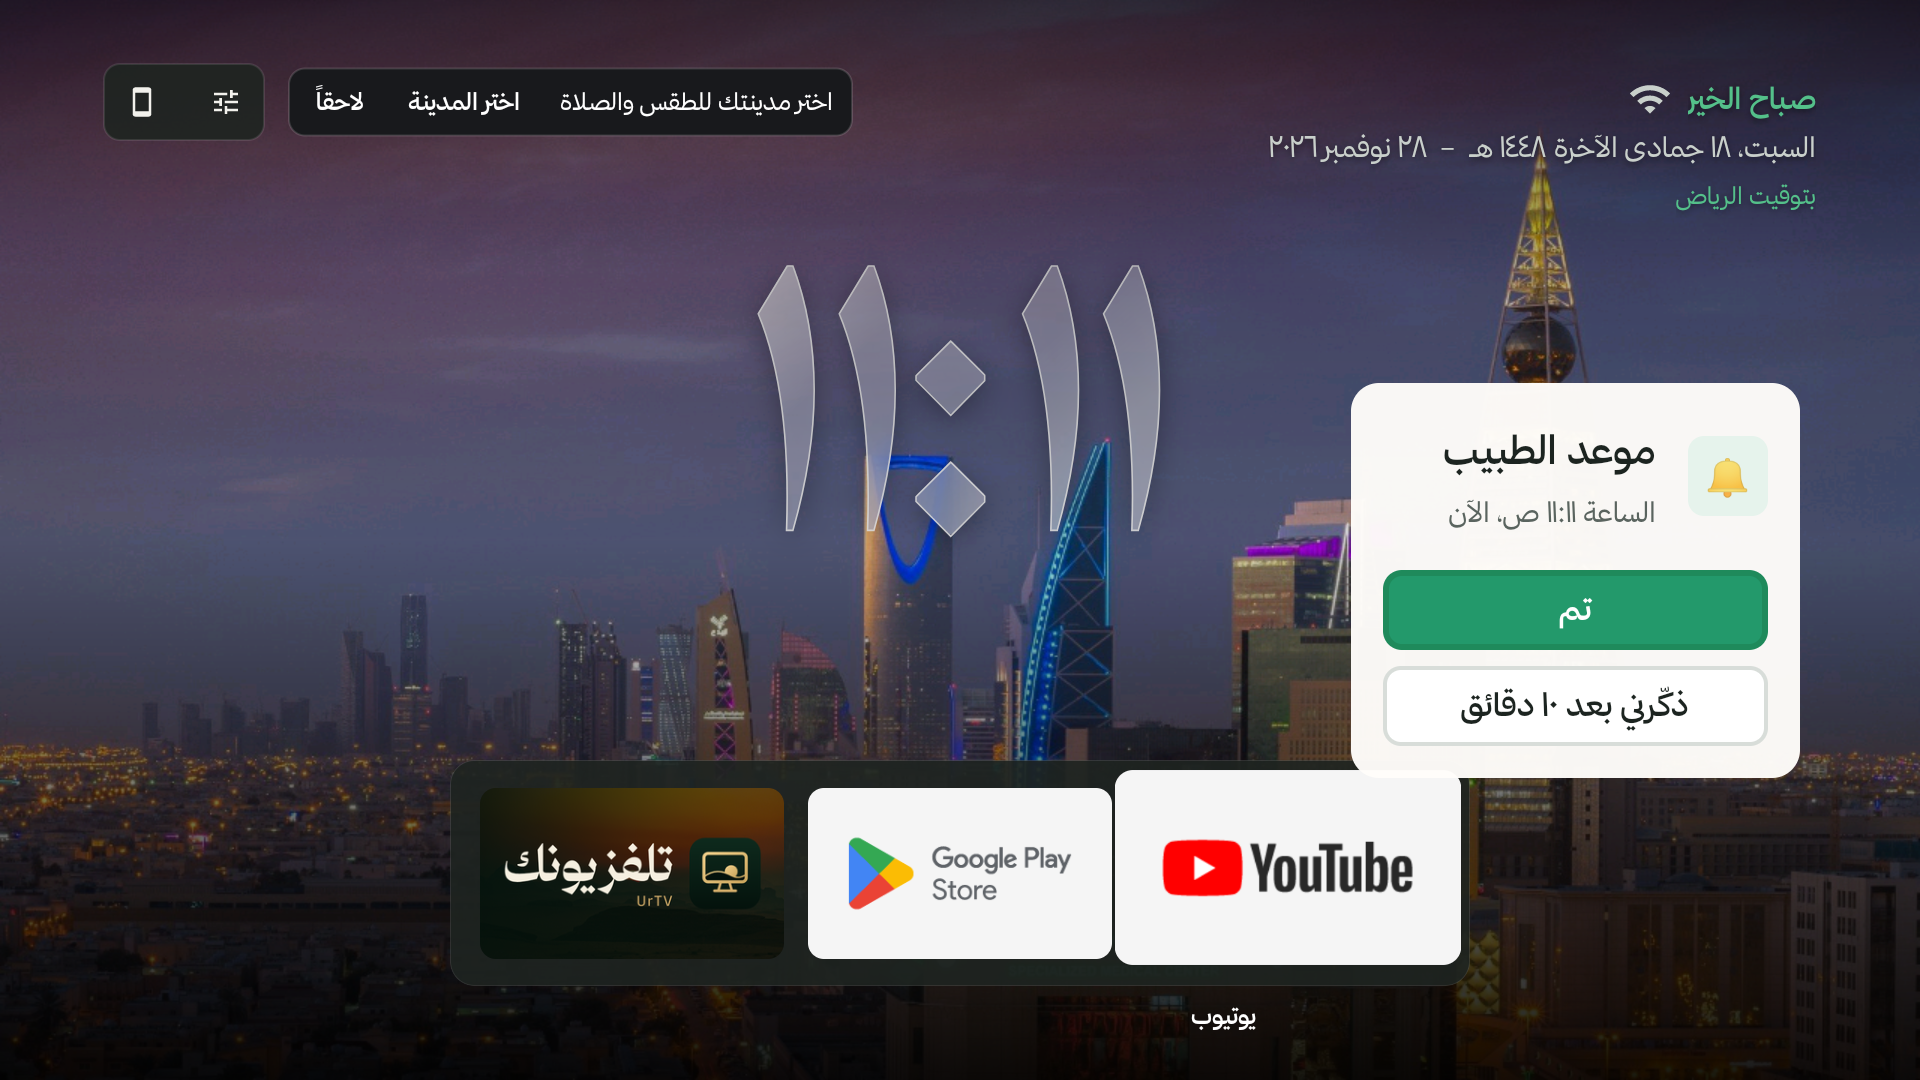 صباح الخير
السبت، ١٨ جمادى الآخرة ١٤٤٨ هـ – ٢٨ نوفمبر ٢٠٢٦
بتوقيت الرياض
اختر مدينتك للطقس والصلاة
اختر المدينة
لاحقاً
١١:١١
موعد الطبيب
الساعة ١١:١١ ص، الآن
تم
ذكّرني بعد ١٠ دقائق
YouTube
Google Play
Store
تلفزيونك
UrTV
يوتيوب